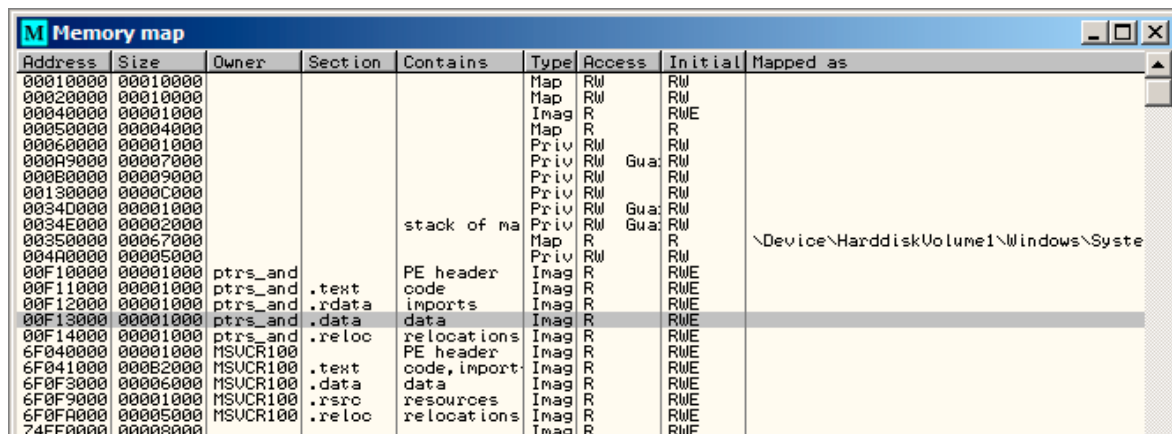 M Memory map
Address Size Owner Section Contains Type Access Initial Mapped as
00010000 00010000 Map RW RW
00020000 00010000 Map RW RW
00040000 00001000 Imag R RWE
00050000 00004000 Map R R
00060000 00001000 Priv RW RW
000A9000 00007000 Priv RW Gua: RW
000B0000 00009000 Priv RW RW
00130000 0000C000 Priv RW RW
0034D000 00001000 Priv RW Gua: RW
0034E000 00002000 stack of ma Priv RW Gua: RW
00350000 00067000 Map R R \Device\HarddiskVolume1\Windows\Syste
004A0000 00005000 Priv RW RW
00F10000 00001000 ptrs_and PE header Imag R RWE
00F11000 00001000 ptrs_and .text code Imag R RWE
00F12000 00001000 ptrs_and .rdata imports Imag R RWE
00F13000 00001000 ptrs_and .data data Imag R RWE
00F14000 00001000 ptrs_and .reloc relocations Imag R RWE
6F040000 00001000 MSVCR100 PE header Imag R RWE
6F041000 000B2000 MSVCR100 .text code,import Imag R RWE
6F0F3000 00006000 MSVCR100 .data data Imag R RWE
6F0F9000 00001000 MSVCR100 .rsrc resources Imag R RWE
6F0FA000 00005000 MSVCR100 .reloc relocations Imag R RWE
Imag R RWE